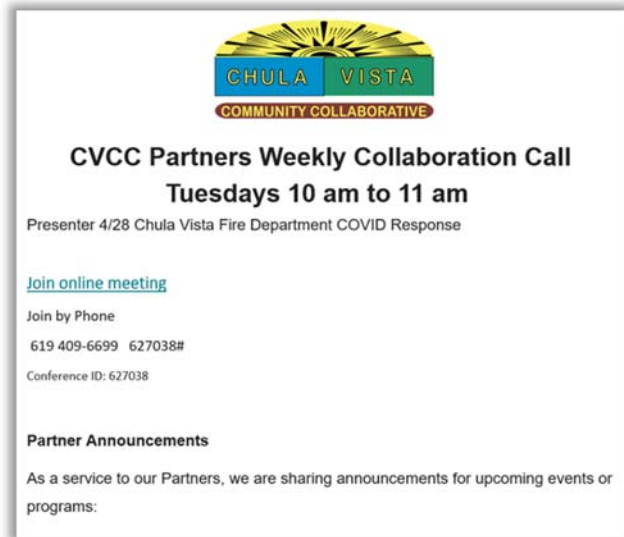 CHULA VISTA
COMMUNITY COLLABORATIVE
CVCC Partners Weekly Collaboration Call
Tuesdays 10 am to 11 am
Presenter 4/28 Chula Vista Fire Department COVID Response
Join online meeting
Join by Phone
619 409-6699 627038#
Conference ID: 627038
Partner Announcements
As a service to our Partners, we are sharing announcements for upcoming events or
programs: